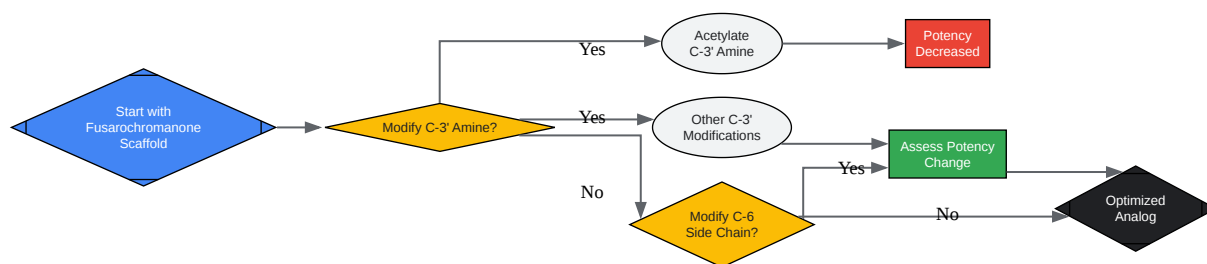 Start with
Fusarochromanone
Scaffold
Modify C-3' Amine?
Yes
Acetylate
C-3' Amine
Potency
Decreased
Yes
Other C-3'
Modifications
No
Modify C-6
Side Chain?
Yes
Assess Potency
Change
No
Optimized
Analog